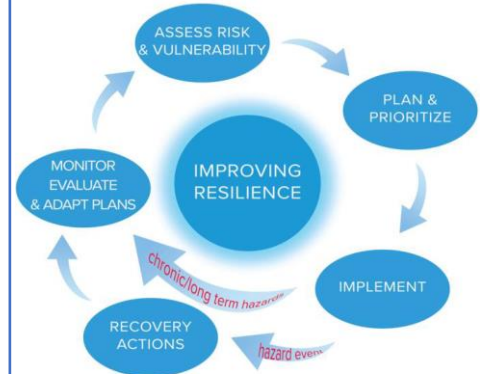 ASSESS RISK
& VULNERABILITY
PLAN &
PRIORITIZE
IMPROVING
RESILIENCE
MONITOR
EVALUATE
& ADAPT PLANS
chronic/long term hazards
IMPLEMENT
RECOVERY
ACTIONS
hazard event